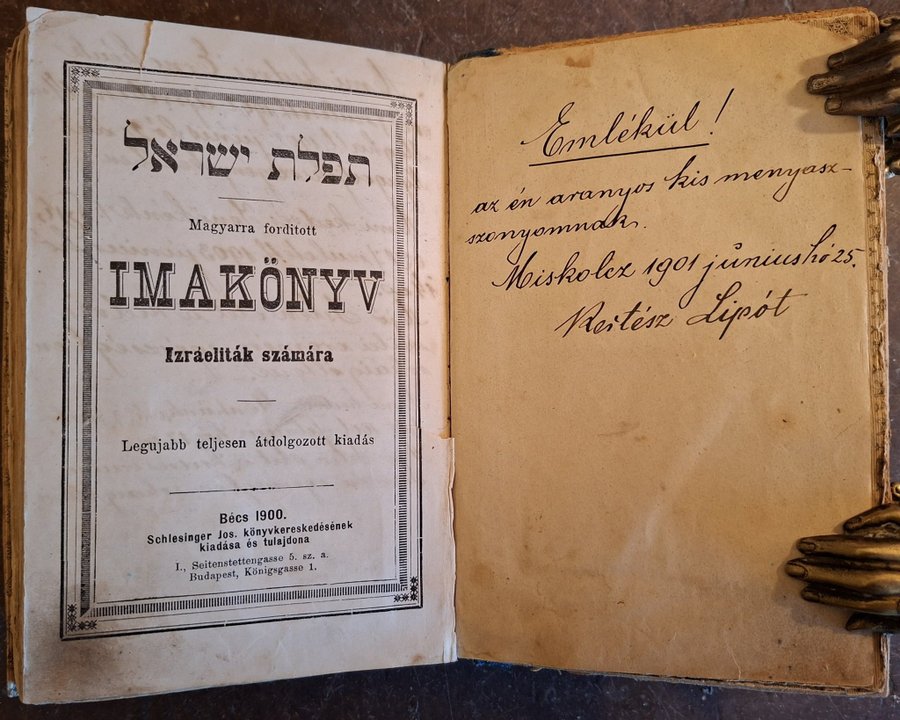 תפלת ישראל
Magyarra forditott
IMAKÖNYV
Izráeliták számára
Legujabb teljesen átdolgozott kiadás
Bécs 1900.
Schlesinger Jos. könyvkereskedésének
kiadása és tulajdona
I., Seitenstettengasse 5. sz. a.
Budapest, Königsgasse 1.
Emlékül!
az én aranyos kis menyasz-
szonyomnak.
Miskolcz 1901 júniushó 25.
Kertész Lipót